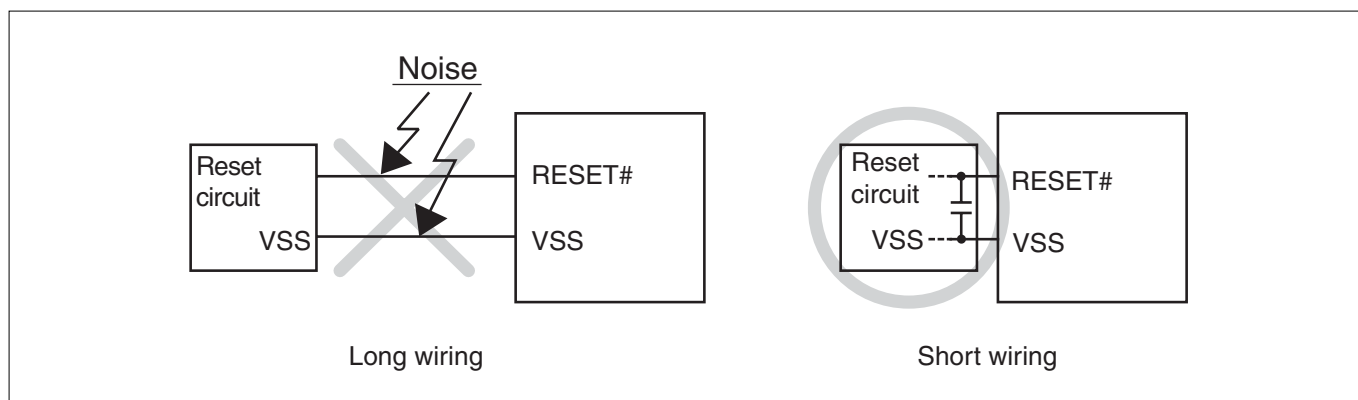 Noise
Reset
circuit
VSS
RESET#
VSS
Long wiring
Reset
circuit
VSS
RESET#
VSS
Short wiring